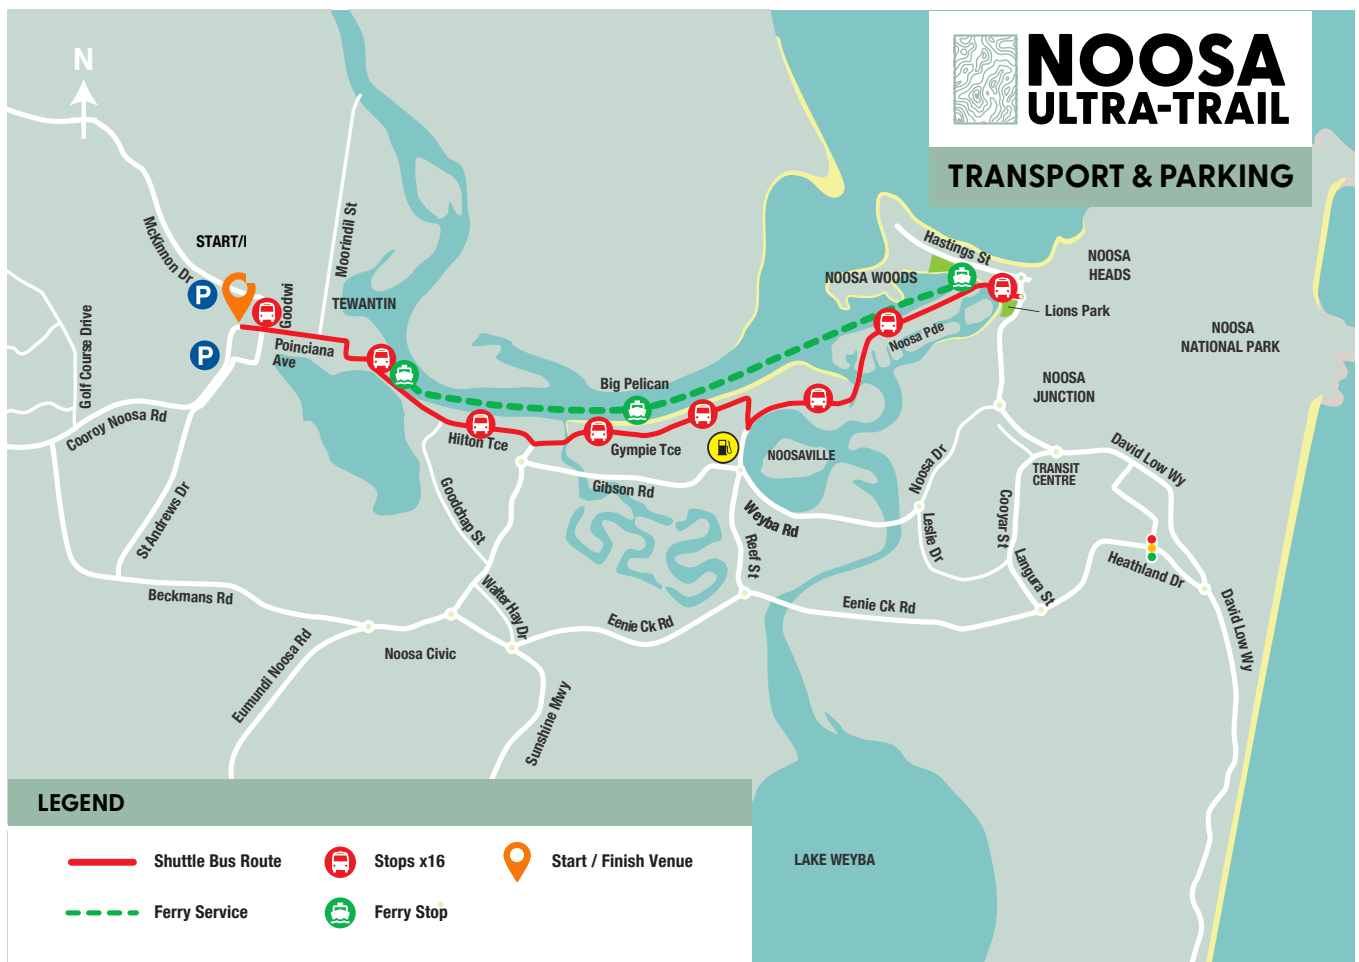 NOOSA
ULTRA-TRAIL
TRANSPORT & PARKING
N
McKinnon Dr
START/
P
P
Golf Course Drive
Goodwi
Moorindil St
TEWANTIN
Poinciana
Ave
Cooroy Noosa Rd
St Andrews Dr
Beckmans Rd
Eumundi Noosa Rd
Noosa Civic
Hilton Tce
Goodchap St
Walter Hay Dr
Sunshine Mwy
Big Pelican
Gympie Tce
Gibson Rd
Weyba Rd
Reef St
Eenie Ck Rd
NOOSAVILLE
Hastings St
NOOSA WOODS
Noosa Pde
NOOSA
HEADS
Lions Park
NOOSA
NATIONAL PARK
NOOSA
JUNCTION
Noosa Dr
Leslie Dr
Cooyar St
Langura St
TRANSIT
CENTRE
David Low Wy
Heathland Dr
David Low Wy
Eenie Ck Rd
LAKE WEYBA
LEGEND
Shuttle Bus Route
Stops x16
Start / Finish Venue
Ferry Service
Ferry Stop